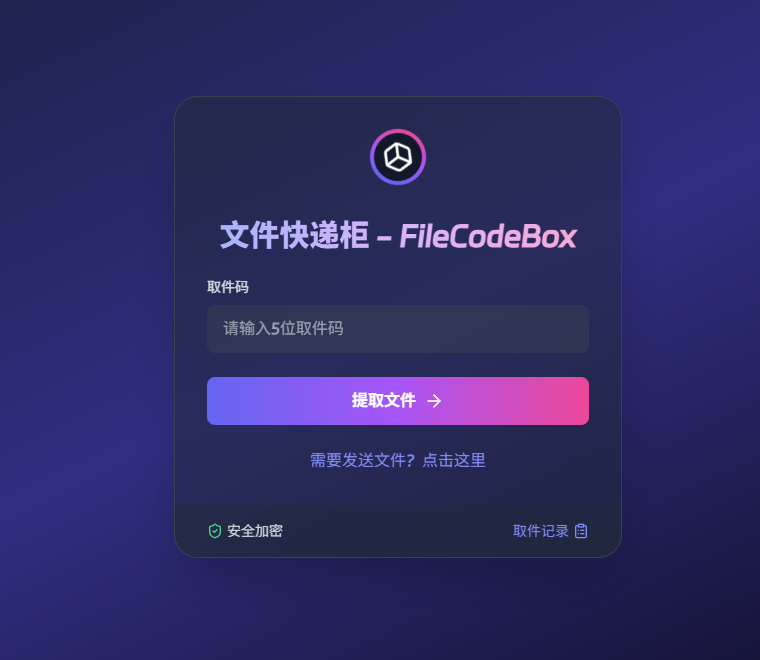 文件快递柜 - FileCodeBox
取件码
请输入5位取件码
提取文件 →
需要发送文件？点击这里
安全加密
取件记录